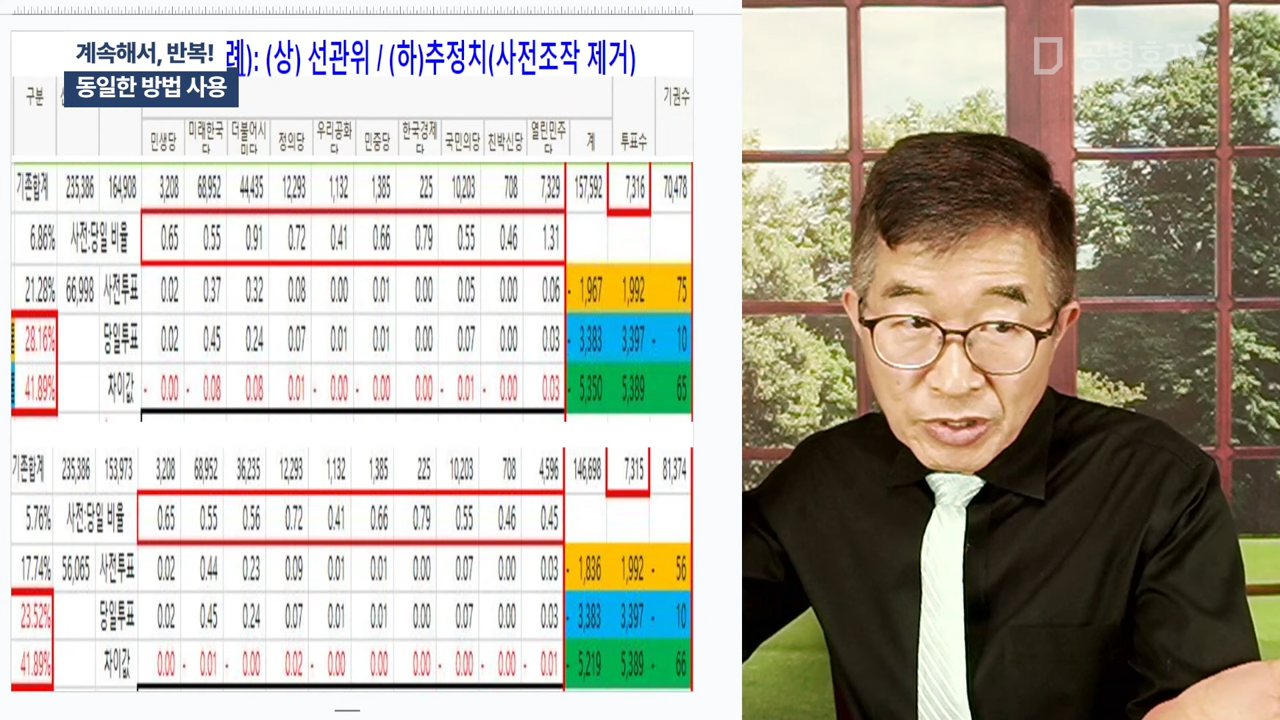 계속해서, 반복!
동일한 방법 사용
례): (상) 선관위 / (하)추정치(사전조작 제거)
공병호TV
구분 기권수
민생당 미래한국당 더불어시민당 정의당 우리공화당 민중당 한국경제당 국민의당 친박신당 열린민주당 계 투표수
기존합계 235,386 164,908 3,208 68,952 44,435 12,293 1,132 1,385 225 10,203 708 7,329 157,592 7,316 70,478
6.86% 사전:당일 비율 0.65 0.55 0.91 0.72 0.41 0.66 0.79 0.55 0.46 1.31
21.28% 66,998 사전투표 0.02 0.37 0.32 0.08 0.00 0.01 0.00 0.05 0.00 0.06 - 1,967 1,992 75
28.16% 당일투표 0.02 0.45 0.24 0.07 0.01 0.01 0.00 0.07 0.00 0.03 - 3,383 3,397 - 10
41.89% 차이값 - 0.00 - 0.08 0.08 0.01 - 0.00 - 0.00 - 0.00 - 0.01 - 0.00 0.03 - 5,350 5,389 65
기존합계 235,386 153,973 3,208 68,952 36,235 12,293 1,132 1,385 225 10,203 708 4,596 146,698 7,315 81,374
5.76% 사전:당일 비율 0.65 0.55 0.56 0.72 0.41 0.66 0.79 0.55 0.46 0.45
17.74% 56,065 사전투표 0.02 0.44 0.23 0.09 0.01 0.01 0.00 0.07 0.00 0.03 - 1,836 1,992 - 56
23.52% 당일투표 0.02 0.45 0.24 0.07 0.01 0.01 0.00 0.07 0.00 0.03 - 3,383 3,397 - 10
41.89% 차이값 0.00 - 0.01 - 0.00 0.02 - 0.00 0.00 0.00 - 0.00 - 0.00 - 0.01 - 5,219 5,389 - 66